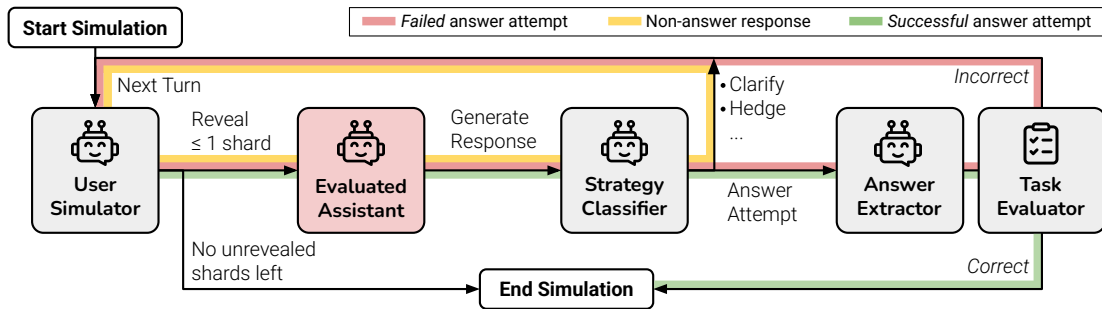 Start Simulation
Failed answer attempt
Non-answer response
Successful answer attempt
Next Turn
Incorrect
Reveal
≤ 1 shard
Generate
Response
• Clarify
• Hedge
...
User
Simulator
Evaluated
Assistant
Strategy
Classifier
Answer
Attempt
Answer
Extractor
Task
Evaluator
No unrevealed
shards left
Correct
End Simulation